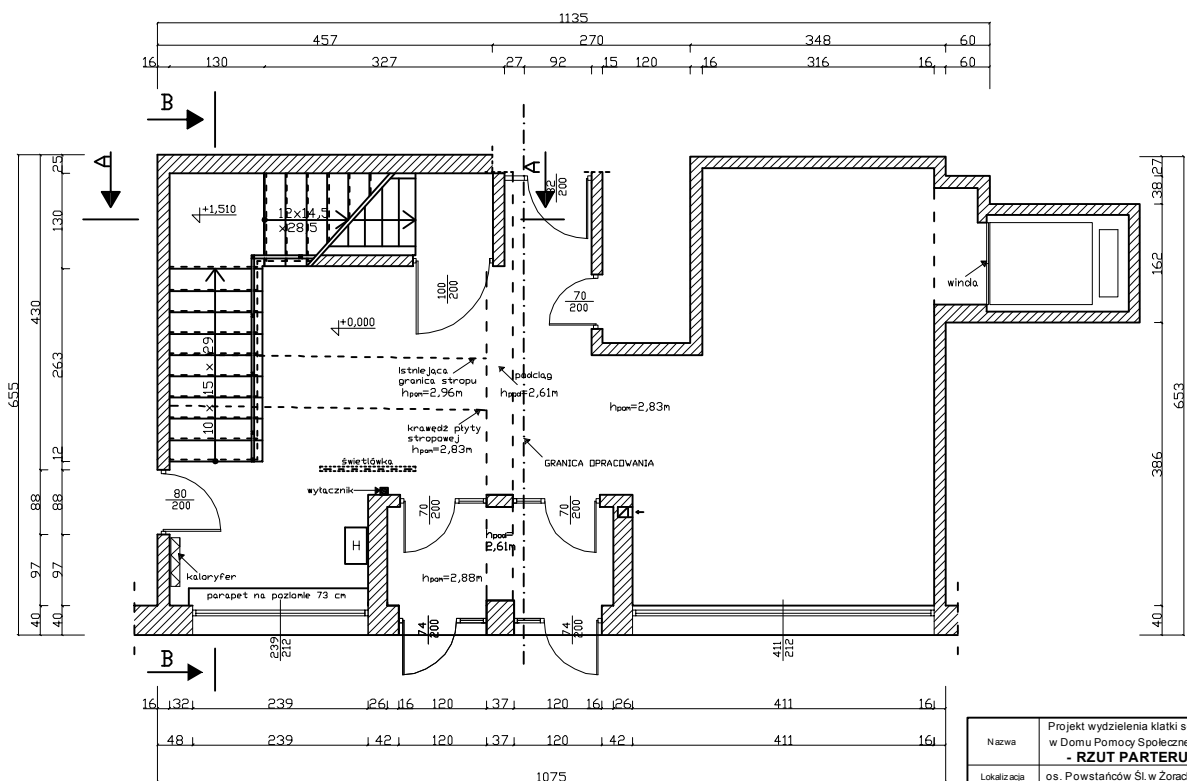 1135
457 270 348 60
16 130 327 27 92 15 120 16 316 16 60
B
A
A
82/200
+1,510
12x14,5
x28,5
100/200
70/200
winda
+0,000
Istniejąca
granica stropu
hpom=2,96m
podciąg
hpod=2,61m
hpom=2,83m
krawędź płyty
stropowej
hpom=2,83m
10 x 15 x 29
świetlówka
GRANICA OPRACOWANIA
wyłącznik
80/200
70/200
70/200
hpod=
2,61m
H
hpom=2,88m
kaloryfer
parapet na poziomie 73 cm
239/212
74/200
74/200
411/212
B
655
25
130
430
263
12
88 88
97 97
40 40
27
38
162
386
653
40
16 32 239 26 16 120 37 120 16 26 411 16
48 239 42 120 37 120 42 411 16
1075
Nazwa
Projekt wydzielenia klatki s
w Domu Pomocy Społeczne
- RZUT PARTERU
Lokalizacja
os. Powstańców Śl.w Żorac